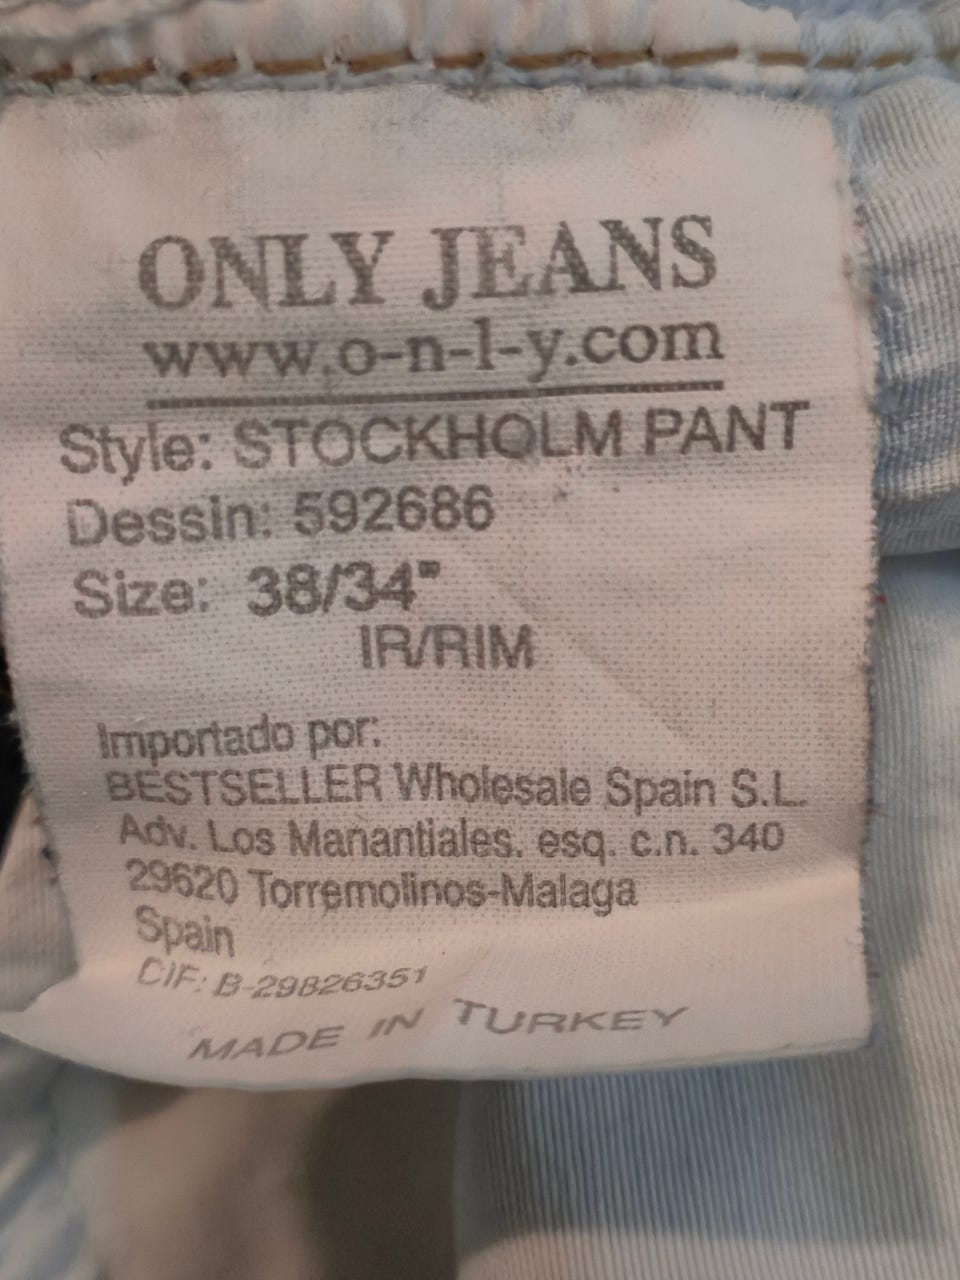 ONLY JEANS
www.o-n-l-y.com
Style: STOCKHOLM PANT
Dessin: 592686
Size: 38/34"
IR/RIM
Importado por:
BESTSELLER Wholesale Spain S.L.
Adv. Los Manantiales. esq. c.n. 340
29620 Torremolinos-Malaga
Spain
CIF: B-29826351
MADE IN TURKEY